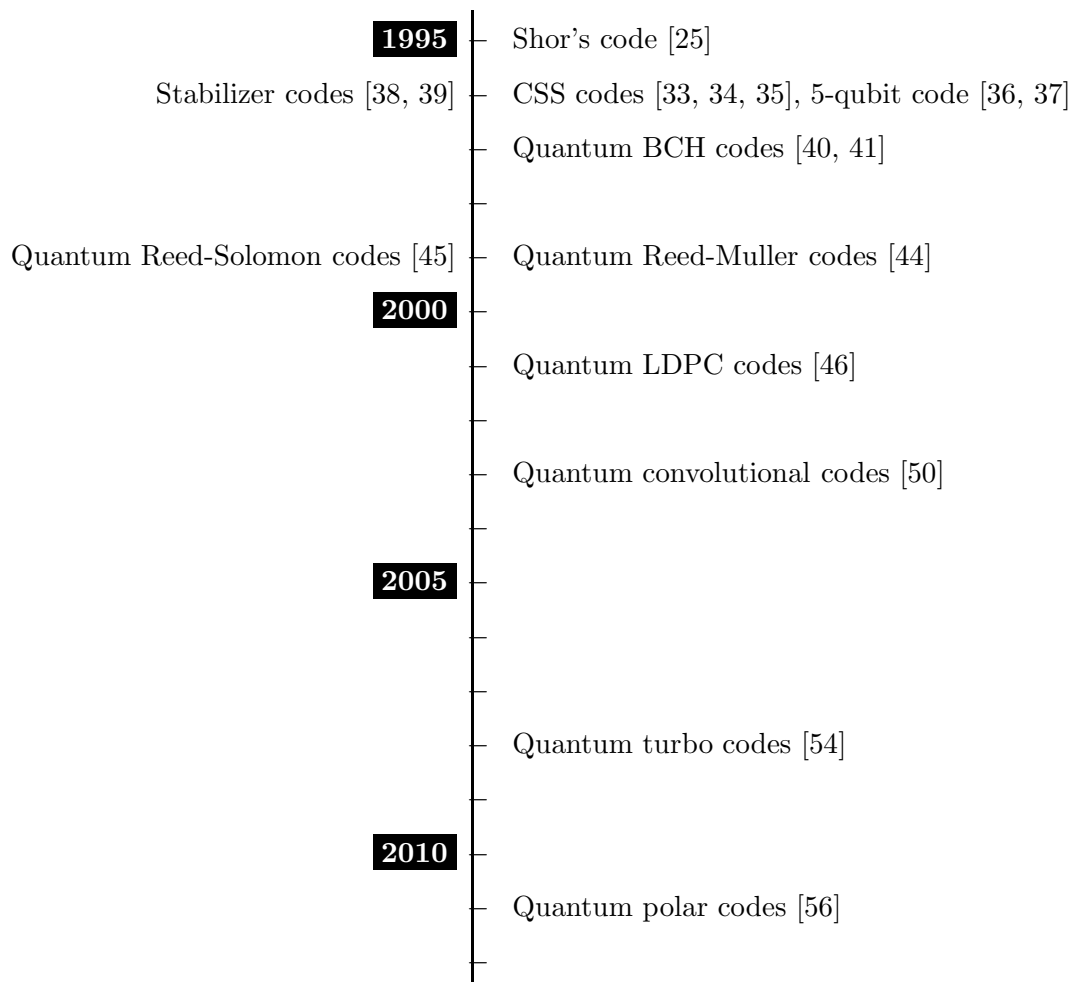 1995 Shor's code [25]
Stabilizer codes [38, 39] CSS codes [33, 34, 35], 5-qubit code [36, 37]
Quantum BCH codes [40, 41]
Quantum Reed-Solomon codes [45] Quantum Reed-Muller codes [44]
2000
Quantum LDPC codes [46]
Quantum convolutional codes [50]
2005
Quantum turbo codes [54]
2010
Quantum polar codes [56]